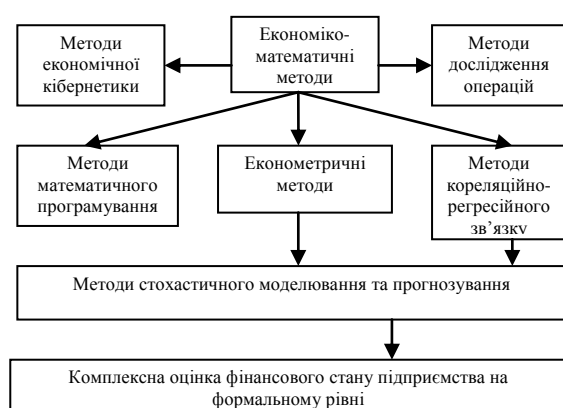 Методи
економічної
кібернетики
Економіко-
математичні
методи
Методи
дослідження
операцій
Методи
математичного
програмування
Економетричні
методи
Методи
кореляційно-
регресійного
зв’язку
Методи стохастичного моделювання та прогнозування
Комплексна оцінка фінансового стану підприємства на
формальному рівні